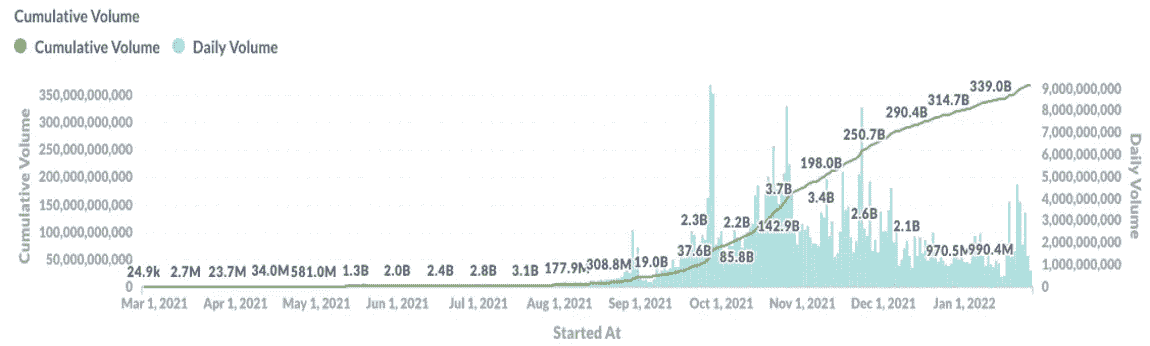 Cumulative Volume
Cumulative Volume Daily Volume
350,000,000,000
300,000,000,000
250,000,000,000
200,000,000,000
150,000,000,000
100,000,000,000
50,000,000,000
0
Cumulative Volume
24.9k 2.7M 23.7M 34.0M 581.0M 1.3B 2.0B 2.4B 2.8B 3.1B 177.9M 308.8M 19.0B 37.6B 85.8B 142.9B 198.0B 250.7B 290.4B 314.7B 339.0B
2.3B 2.2B 3.7B 3.4B 2.6B 2.1B 970.5M 990.4M
9,000,000,000
8,000,000,000
7,000,000,000
6,000,000,000
5,000,000,000
4,000,000,000
3,000,000,000
2,000,000,000
1,000,000,000
0
Daily Volume
Mar 1, 2021 Apr 1, 2021 May 1, 2021 Jun 1, 2021 Jul 1, 2021 Aug 1, 2021 Sep 1, 2021 Oct 1, 2021 Nov 1, 2021 Dec 1, 2021 Jan 1, 2022
Started At